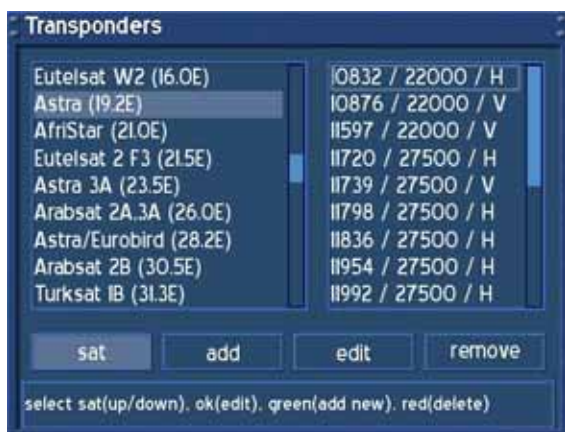 Transponders
Eutelsat W2 (16.0E)
Astra (19.2E)
AfriStar (21.0E)
Eutelsat 2 F3 (21.5E)
Astra 3A (23.5E)
Arabsat 2A,3A (26.0E)
Astra/Eurobird (28.2E)
Arabsat 2B (30.5E)
Turksat 1B (31.3E)
10832 / 22000 / H
10876 / 22000 / V
11597 / 22000 / V
11720 / 27500 / H
11739 / 27500 / V
11798 / 27500 / H
11836 / 27500 / H
11954 / 27500 / H
11992 / 27500 / H
sat
add
edit
remove
select sat(up/down), ok(edit), green(add new), red(delete)